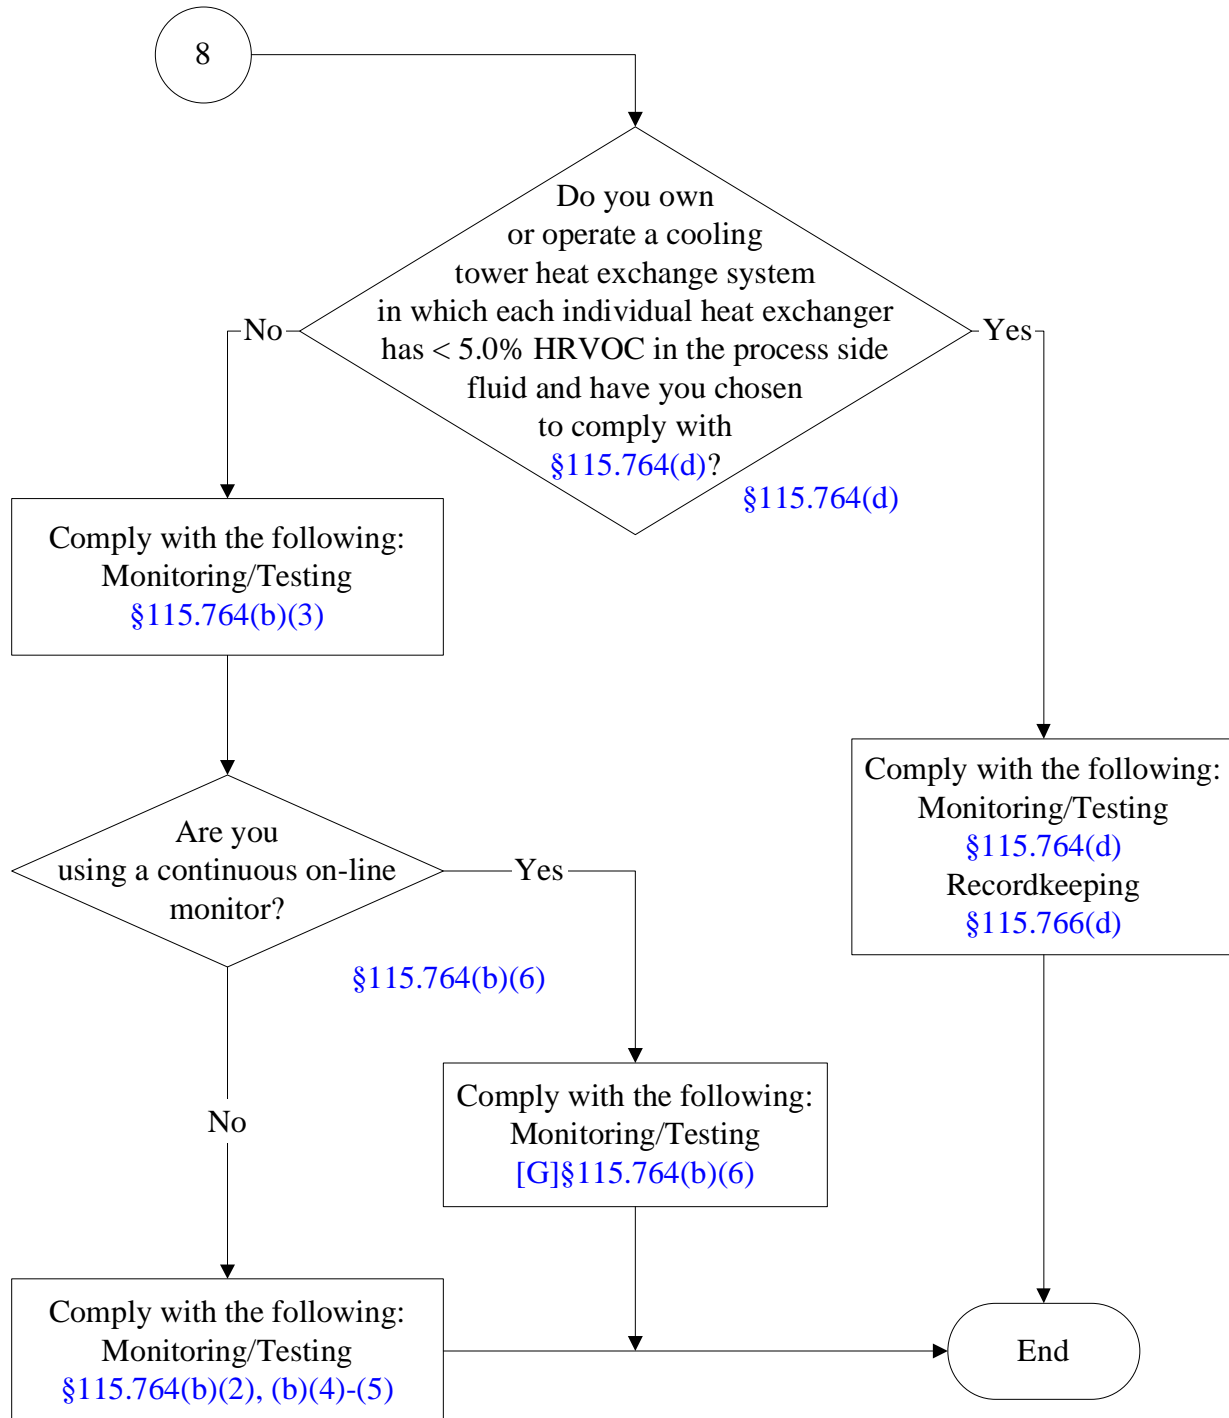 8
Do you own
or operate a cooling
tower heat exchange system
in which each individual heat exchanger
has < 5.0% HRVOC in the process side
fluid and have you chosen
to comply with
§115.764(d)?
§115.764(d)
No
Yes
Comply with the following:
Monitoring/Testing
§115.764(b)(3)
Comply with the following:
Monitoring/Testing
§115.764(d)
Recordkeeping
§115.766(d)
Are you
using a continuous on-line
monitor?
Yes
§115.764(b)(6)
No
Comply with the following:
Monitoring/Testing
[G]§115.764(b)(6)
Comply with the following:
Monitoring/Testing
§115.764(b)(2), (b)(4)-(5)
End